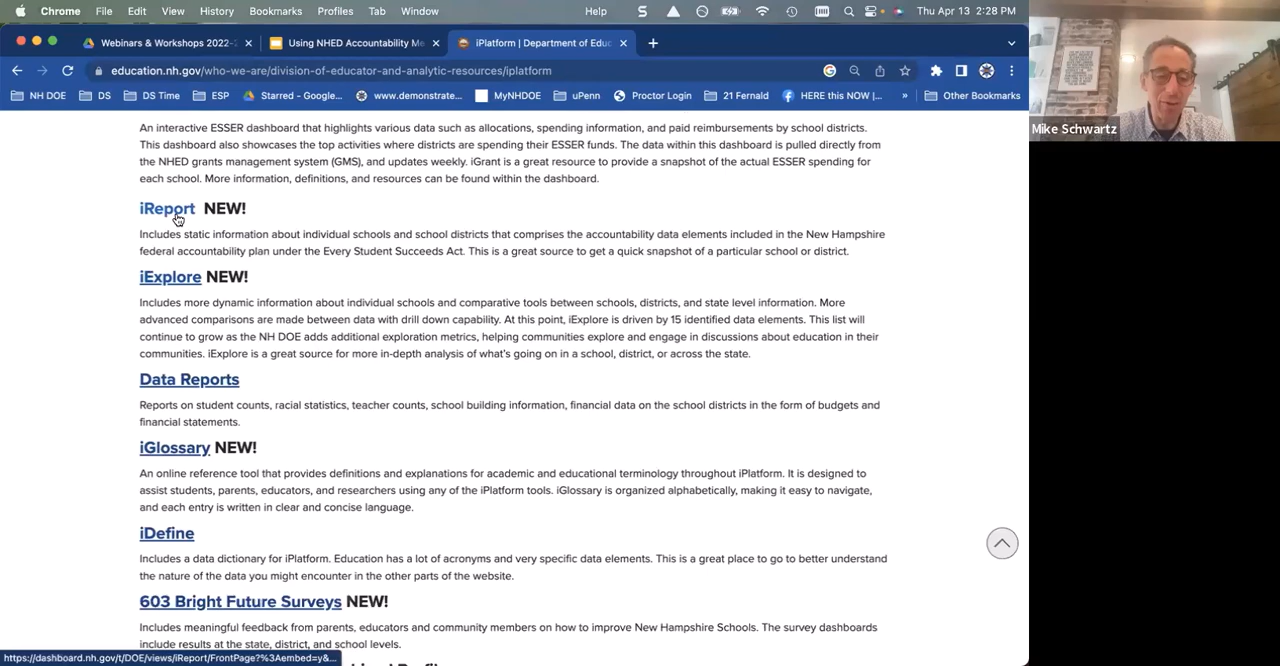 Chrome File Edit View History Bookmarks Profiles Tab Window Help Thu Apr 13 2:28 PM
Webinars & Workshops 2022-2 Using NHED Accountability Me iPlatform | Department of Educ
education.nh.gov/who-we-are/division-of-educator-and-analytic-resources/iplatform
NH DOE DS DS Time ESP Starred - Google... www.demonstrate... MyNHDOE uPenn Proctor Login 21 Fernald HERE this NOW |... » Other Bookmarks
Mike Schwartz
An interactive ESSER dashboard that highlights various data such as allocations, spending information, and paid reimbursements by school districts.
This dashboard also showcases the top activities where districts are spending their ESSER funds. The data within this dashboard is pulled directly from
the NHED grants management system (GMS), and updates weekly. iGrant is a great resource to provide a snapshot of the actual ESSER spending for
each school. More information, definitions, and resources can be found within the dashboard.
iReport NEW!
Includes static information about individual schools and school districts that comprises the accountability data elements included in the New Hampshire
federal accountability plan under the Every Student Succeeds Act. This is a great source to get a quick snapshot of a particular school or district.
iExplore NEW!
Includes more dynamic information about individual schools and comparative tools between schools, districts, and state level information. More
advanced comparisons are made between data with drill down capability. At this point, iExplore is driven by 15 identified data elements. This list will
continue to grow as the NH DOE adds additional exploration metrics, helping communities explore and engage in discussions about education in their
communities. iExplore is a great source for more in-depth analysis of what's going on in a school, district, or across the state.
Data Reports
Reports on student counts, racial statistics, teacher counts, school building information, financial data on the school districts in the form of budgets and
financial statements.
iGlossary NEW!
An online reference tool that provides definitions and explanations for academic and educational terminology throughout iPlatform. It is designed to
assist students, parents, educators, and researchers using any of the iPlatform tools. iGlossary is organized alphabetically, making it easy to navigate,
and each entry is written in clear and concise language.
iDefine
Includes a data dictionary for iPlatform. Education has a lot of acronyms and very specific data elements. This is a great place to go to better understand
the nature of the data you might encounter in the other parts of the website.
603 Bright Future Surveys NEW!
Includes meaningful feedback from parents, educators and community members on how to improve New Hampshire Schools. The survey dashboards
include results at the state, district, and school levels.
https://dashboard.nh.gov/t/DOE/views/iReport/FrontPage?%3Aembed=y&...